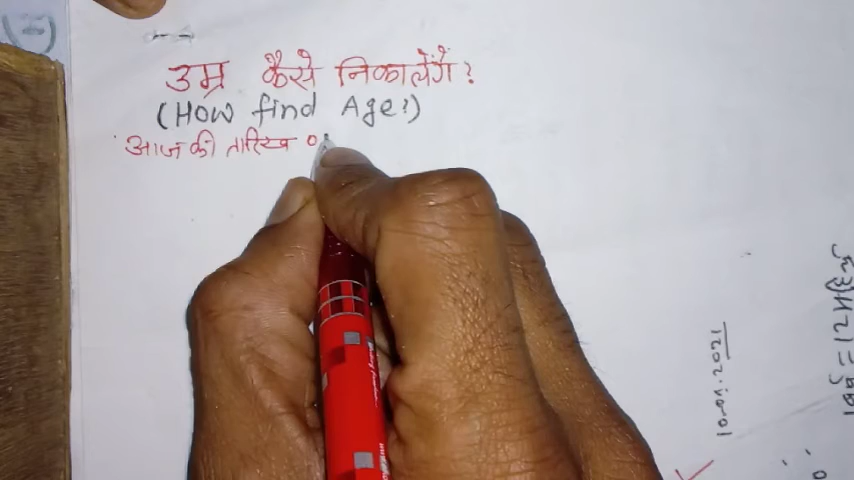 उम्र कैसे निकालेगें?
(How find Age?)
आज की तारिख 0
10.01.2021